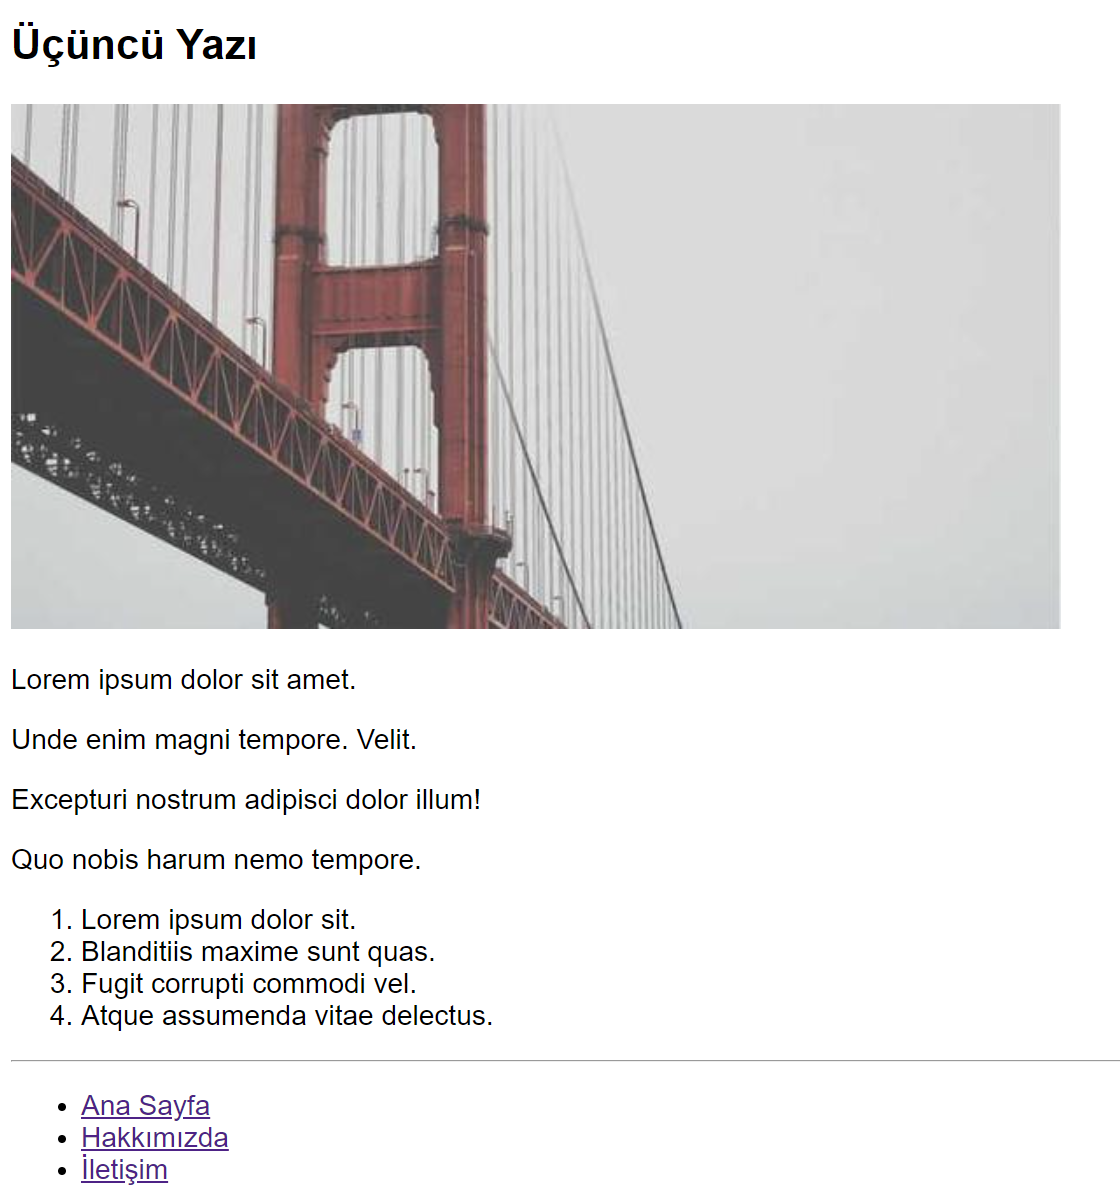 Üçüncü Yazı
Lorem ipsum dolor sit amet.
Unde enim magni tempore. Velit.
Excepturi nostrum adipisci dolor illum!
Quo nobis harum nemo tempore.
1. Lorem ipsum dolor sit.
2. Blanditiis maxime sunt quas.
3. Fugit corrupti commodi vel.
4. Atque assumenda vitae delectus.
• Ana Sayfa
• Hakkımızda
• İletişim